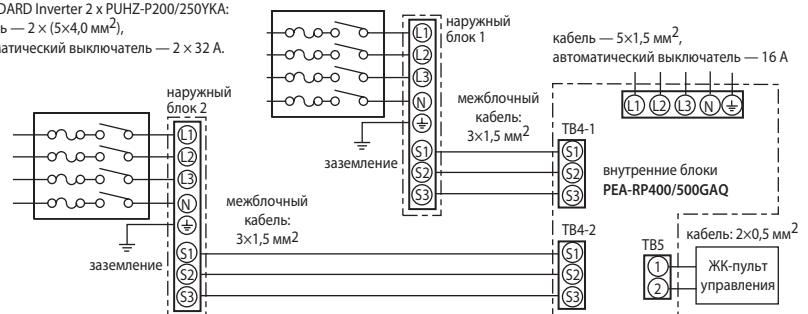 DARD Inverter 2 x PUHZ-P200/250YKA:
ь — 2 × (5×4,0 мм²),
матический выключатель — 2 × 32 А.
наружный
блок 1
L1
L2
L3
N
S1
S2
S3
заземление
межблочный
кабель:
3×1,5 мм²
кабель — 5×1,5 мм²,
автоматический выключатель — 16 А
L1 L2 L3 N
TB4-1
S1
S2
S3
внутренние блоки
PEA-RP400/500GAQ
наружный
блок 2
L1
L2
L3
N
S1
S2
S3
заземление
межблочный
кабель:
3×1,5 мм²
TB4-2
S1
S2
S3
TB5
1
2
кабель: 2×0,5 мм²
ЖК-пульт
управления